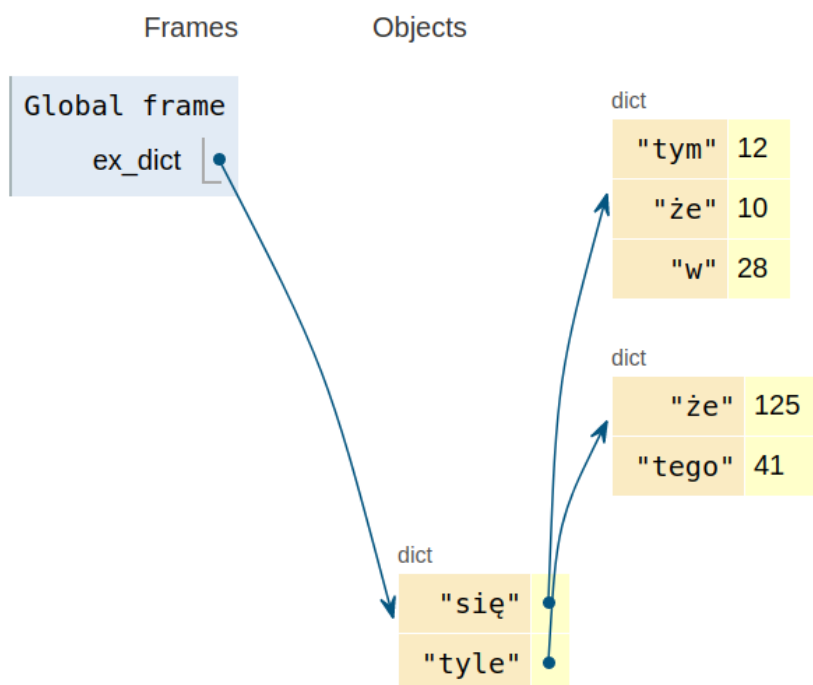 Frames Objects
Global frame
ex_dict
dict
"tym" 12
"że" 10
"w" 28
dict
"że" 125
"tego" 41
dict
"się"
"tyle"